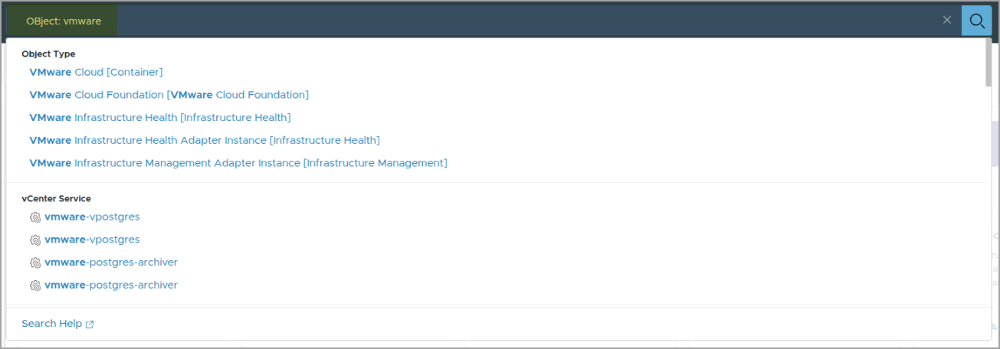 OBject: vmware
Object Type
VMware Cloud [Container]
VMware Cloud Foundation [VMware Cloud Foundation]
VMware Infrastructure Health [Infrastructure Health]
VMware Infrastructure Health Adapter Instance [Infrastructure Health]
VMware Infrastructure Management Adapter Instance [Infrastructure Management]
vCenter Service
vmware-vpostgres
vmware-vpostgres
vmware-postgres-archiver
vmware-postgres-archiver
Search Help